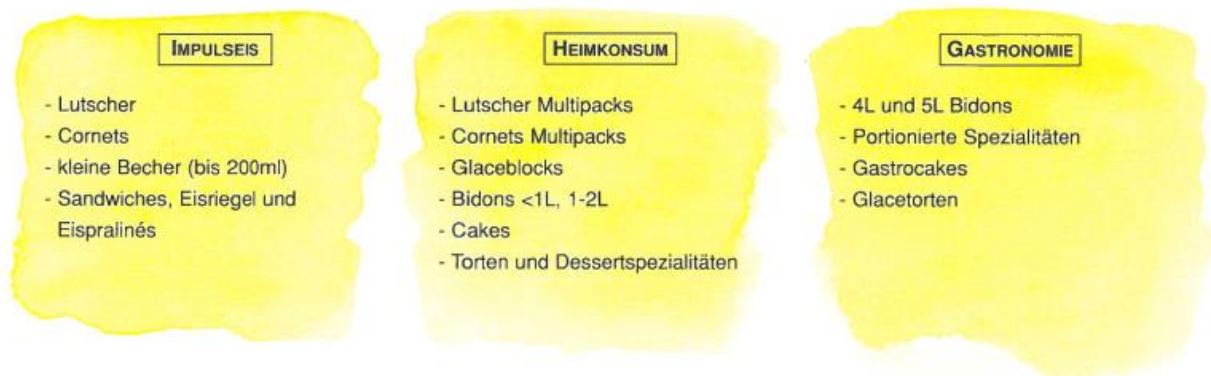 IMPULSEIS
- Lutscher
- Cornets
- kleine Becher (bis 200ml)
- Sandwiches, Eisriegel und
Eispralinés
HEIMKONSUM
- Lutscher Multipacks
- Cornets Multipacks
- Glaceblocks
- Bidons <1L, 1-2L
- Cakes
- Torten und Dessertspezialitäten
GASTRONOMIE
- 4L und 5L Bidons
- Portionierte Spezialitäten
- Gastrocakes
- Glacetorten